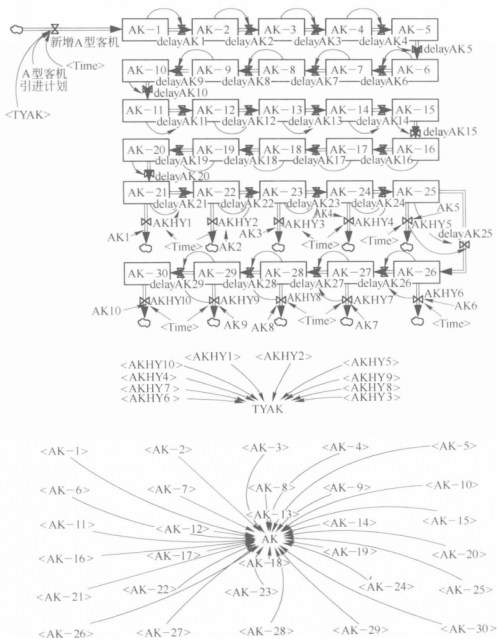 AK-1 AK-2 AK-3 AK-4 AK-5
新增A型客机 delayAK1 delayAK2 delayAK3 delayAK4 delayAK5
A型客机
引进计划
<Time>
<TYAK>
AK-10 AK-9 AK-8 AK-7 AK-6
delayAK9 delayAK8 delayAK7 delayAK6
delayAK10
AK-11 AK-12 AK-13 AK-14 AK-15
delayAK11 delayAK12 delayAK13 delayAK14 delayAK15
AK-20 AK-19 AK-18 AK-17 AK-16
delayAK19 delayAK18 delayAK17 delayAK16
delayAK20
AK-21 AK-22 AK-23 AK-24 AK-25
delayAK21 delayAK22 delayAK23 delayAK24
AKHY1 AKHY2 AKHY3 AK4 AKHY4 AKHY5 AK5
delayAK25
AK1 <Time> AK2 AK3 <Time> <Time>
AK-30 AK-29 AK-28 AK-27 AK-26
delayAK29 delayAK28 delayAK27 delayAK26
AKHY10 AKHY9 AKHY8 AKHY7 AKHY6
AK10 <Time> AK9 AK8 <Time> AK7 <Time> AK6
<AKHY10> <AKHY1> <AKHY2> <AKHY5>
<AKHY4> <AKHY9>
<AKHY7> <AKHY8>
<AKHY6> <AKHY3>
TYAK
<AK-1> <AK-2> <AK-3> <AK-4> <AK-5>
<AK-6> <AK-7> <AK-8> <AK-9> <AK-10>
<AK-11> <AK-12> <AK-13> <AK-14> <AK-15>
AK
<AK-16> <AK-17> <AK-18> <AK-19> <AK-20>
<AK-21> <AK-22> <AK-23> <AK-24> <AK-25>
<AK-26> <AK-27> <AK-28> <AK-29> <AK-30>